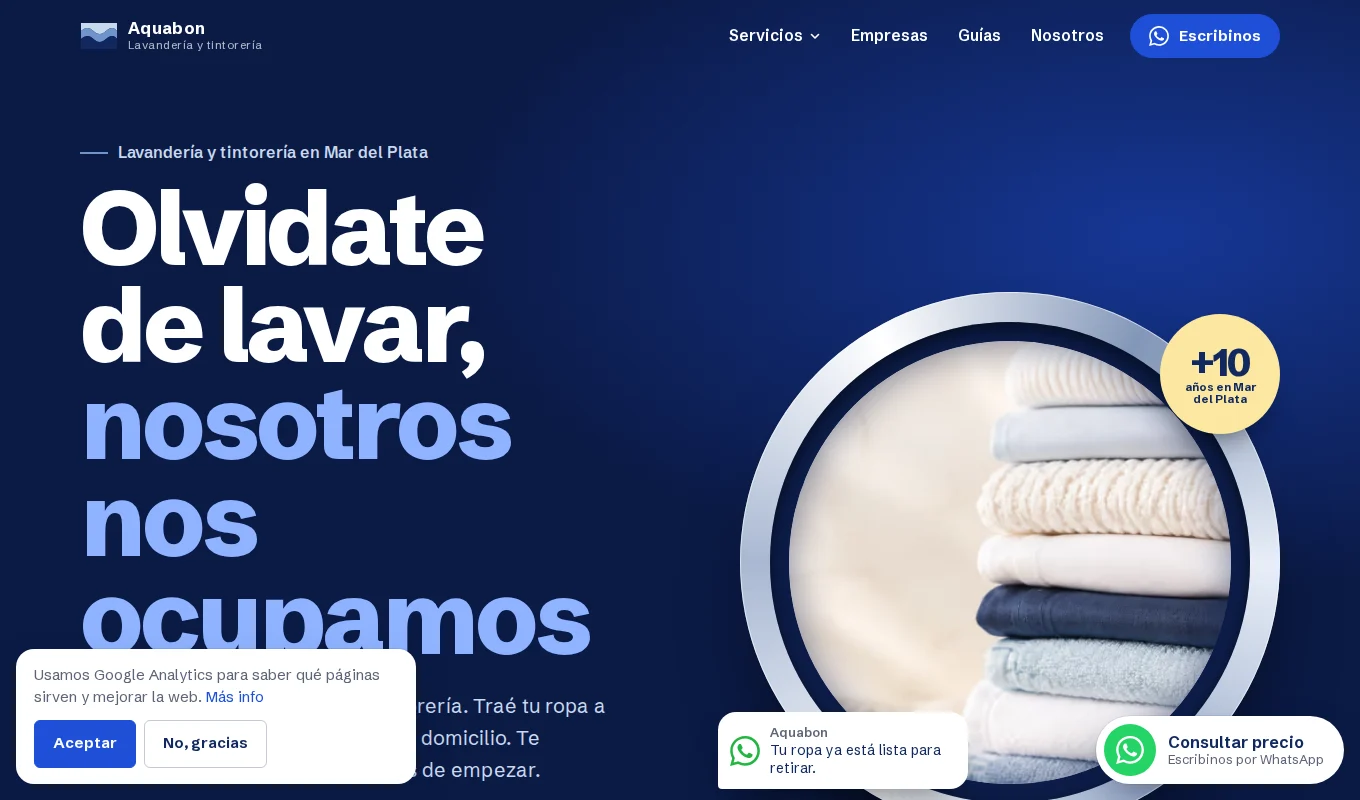 Aquabon
Lavandería y tintorería
Servicios
Empresas
Guías
Nosotros
Escribinos
Lavandería y tintorería en Mar del Plata
Olvidate
de lavar,
nosotros
nos
ocupamos
rería. Traé tu ropa a
domicilio. Te
de empezar.
+10
años en Mar
del Plata
Usamos Google Analytics para saber qué páginas
sirven y mejorar la web. Más info
Aceptar
No, gracias
Aquabon
Tu ropa ya está lista para
retirar.
Consultar precio
Escribinos por WhatsApp